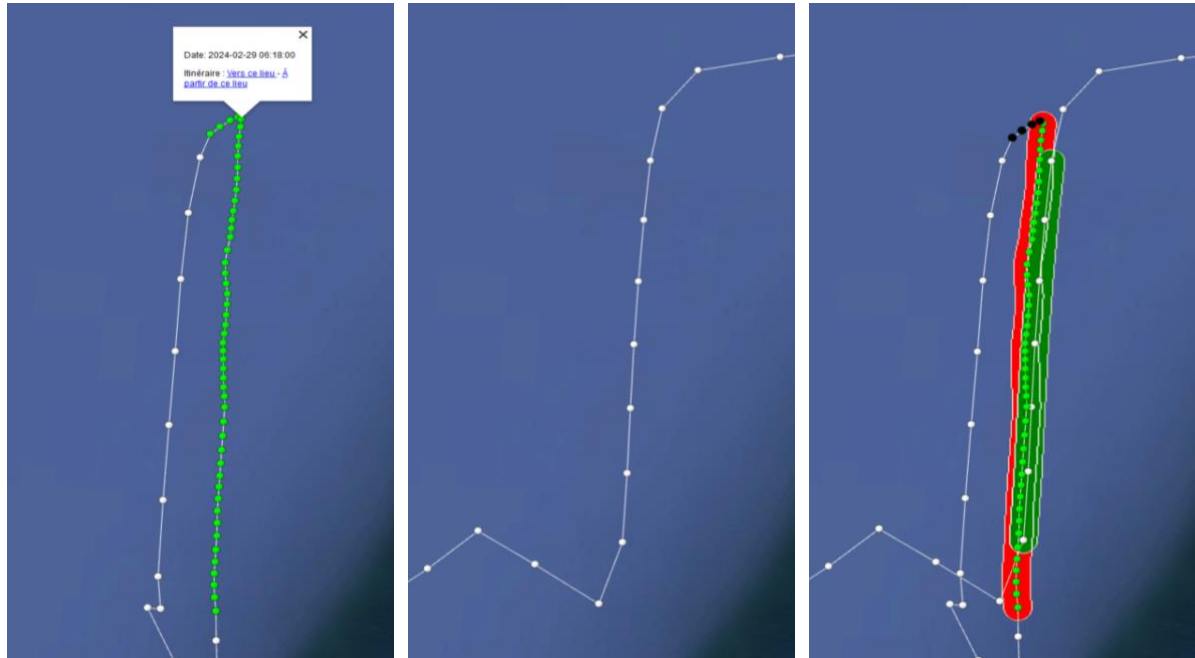 Date: 2024-02-29 06:18:00
Itinéraire : Vers ce lieu - À
partir de ce lieu